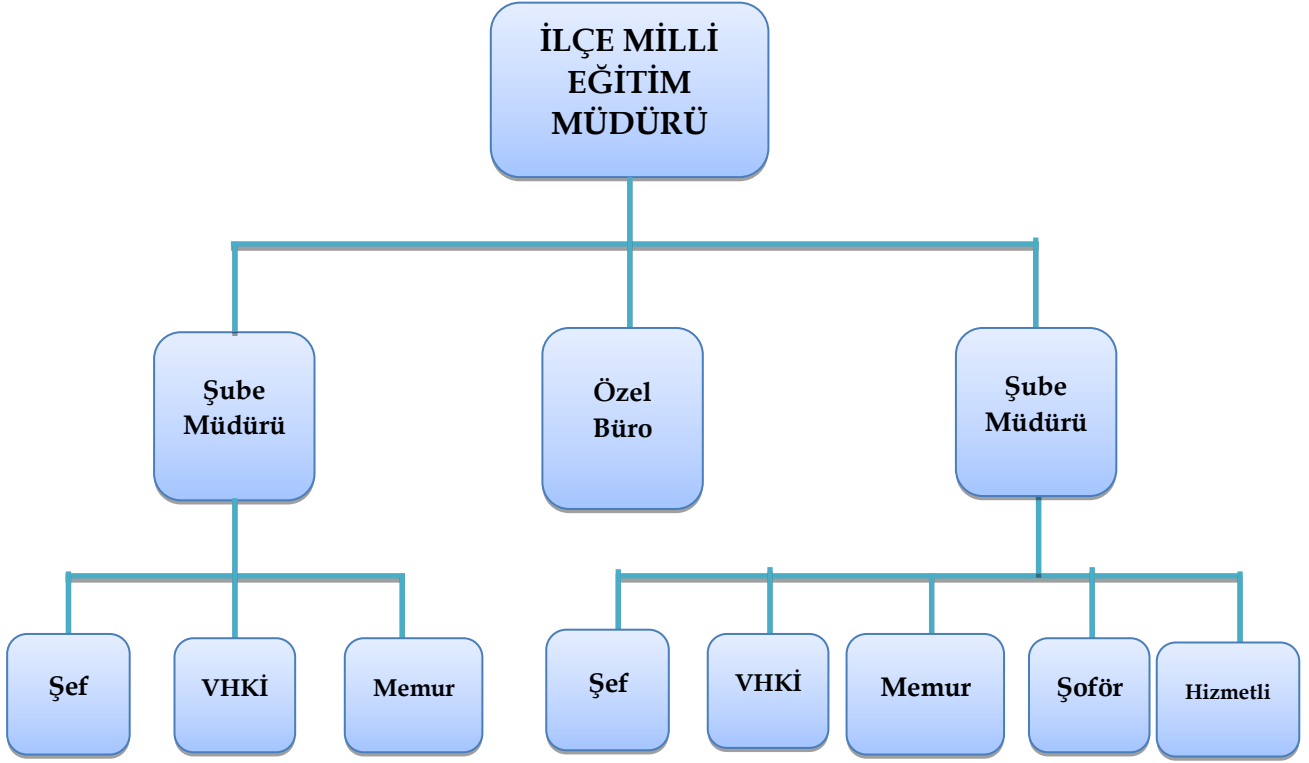 İLÇE MİLLİ
EĞİTİM
MÜDÜRÜ
Şube
Müdürü
Özel
Büro
Şube
Müdürü
Şef
VHKİ
Memur
Şef
VHKİ
Memur
Şoför
Hizmetli